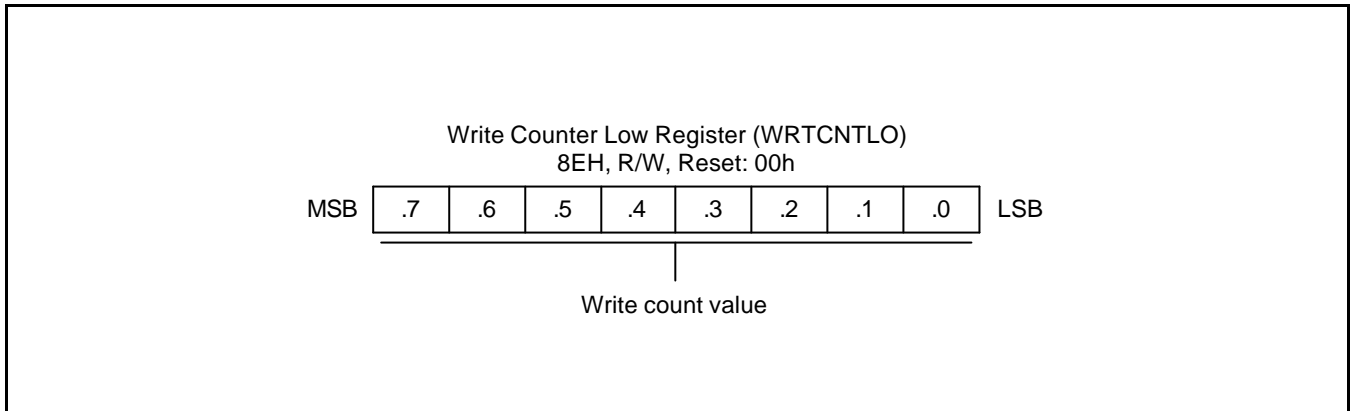 Write Counter Low Register (WRTCNTLO)
8EH, R/W, Reset: 00h
MSB .7 .6 .5 .4 .3 .2 .1 .0 LSB
Write count value